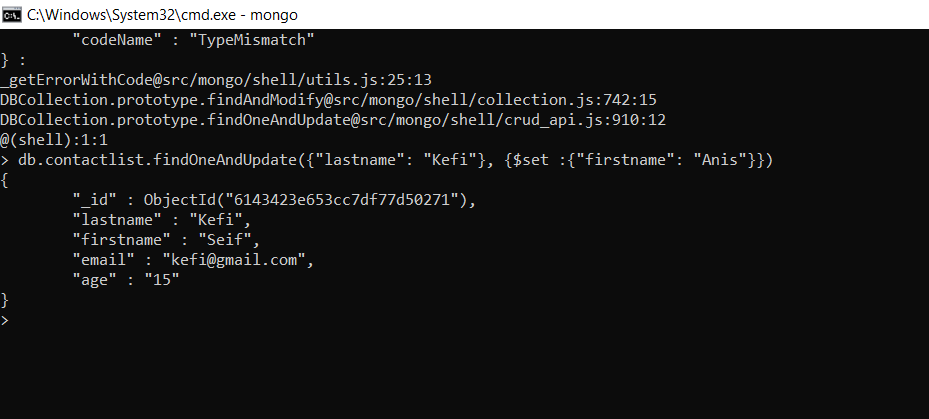 C:\Windows\System32\cmd.exe - mongo
"codeName" : "TypeMismatch"
} :
_getErrorWithCode@src/mongo/shell/utils.js:25:13
DBCollection.prototype.findAndModify@src/mongo/shell/collection.js:742:15
DBCollection.prototype.findOneAndUpdate@src/mongo/shell/crud_api.js:910:12
@(shell):1:1
> db.contactlist.findOneAndUpdate({"lastname": "Kefi"}, {$set :{"firstname": "Anis"}})
{
"_id" : ObjectId("6143423e653cc7df77d50271"),
"lastname" : "Kefi",
"firstname" : "Seif",
"email" : "kefi@gmail.com",
"age" : "15"
}
>